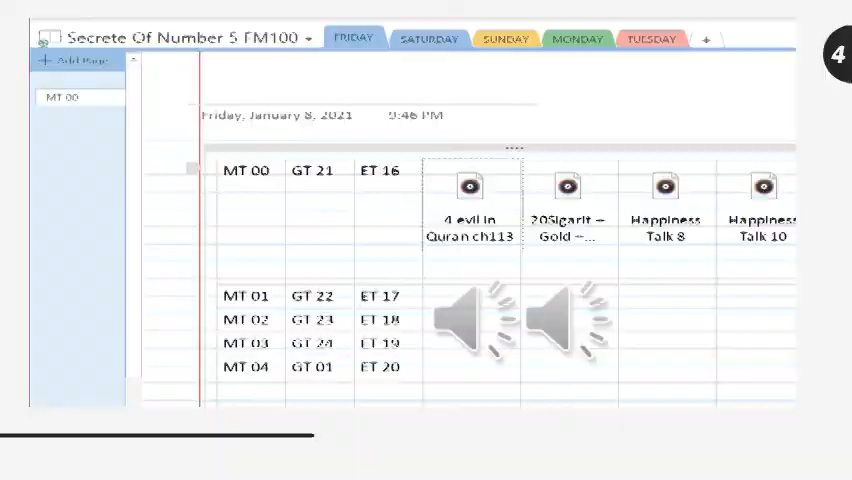 Secrete Of Number 5 FM100
FRIDAY
SATURDAY
SUNDAY
MONDAY
TUESDAY
+
4
+ Add Page
MT 00
Friday, January 8, 2021 9:46 PM
MT 00 GT 21 ET 16
4 evil in Quran ch113
20Sigarit – Gold –...
Happiness Talk 8
Happiness Talk 10
MT 01 GT 22 ET 17
MT 02 GT 23 ET 18
MT 03 GT 24 ET 19
MT 04 GT 01 ET 20